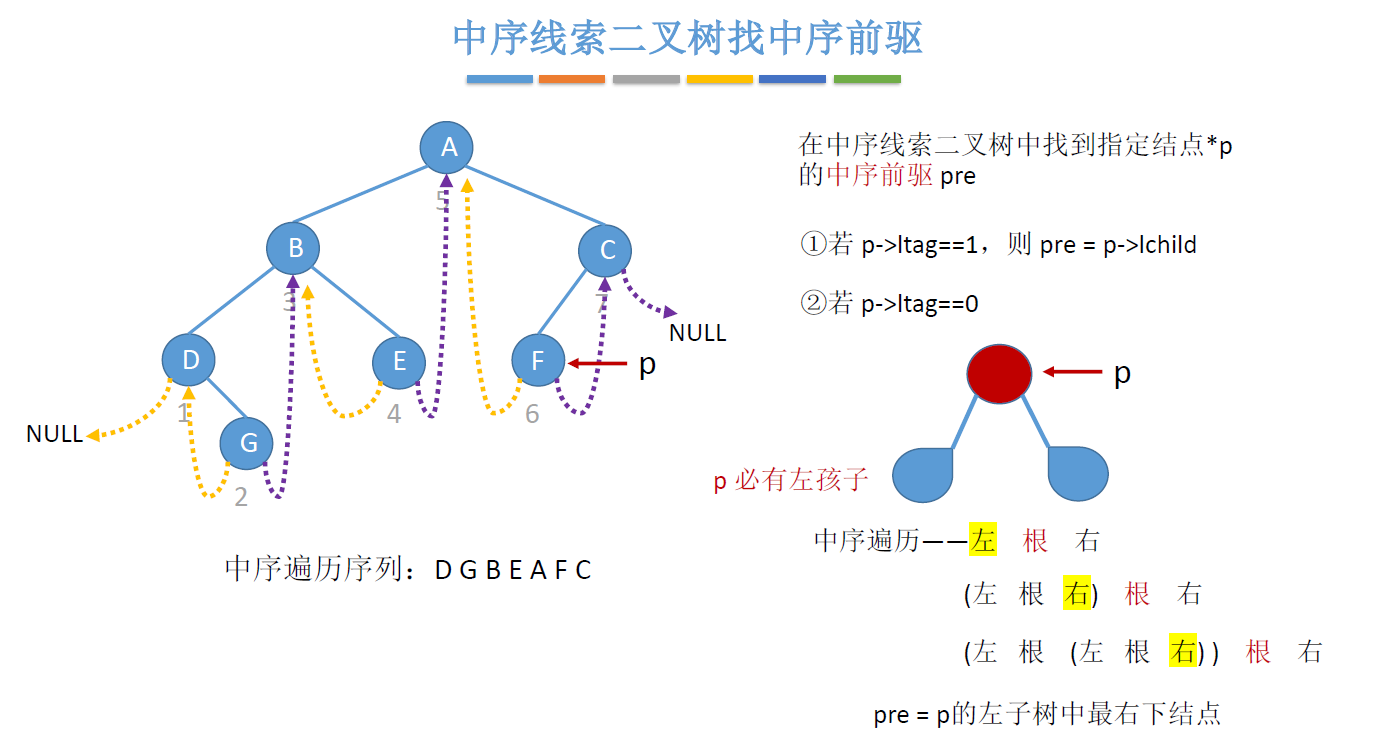 中序线索二叉树找中序前驱
A
5
B
C
3
7
NULL
D
E
F
p
1
4
6
NULL
G
2
中序遍历序列：D G B E A F C
在中序线索二叉树中找到指定结点*p
的中序前驱 pre
①若 p->ltag==1，则 pre = p->lchild
②若 p->ltag==0
p
p 必有左孩子
中序遍历——左 根 右
(左 根 右) 根 右
(左 根 (左 根 右) ) 根 右
pre = p的左子树中最右下结点